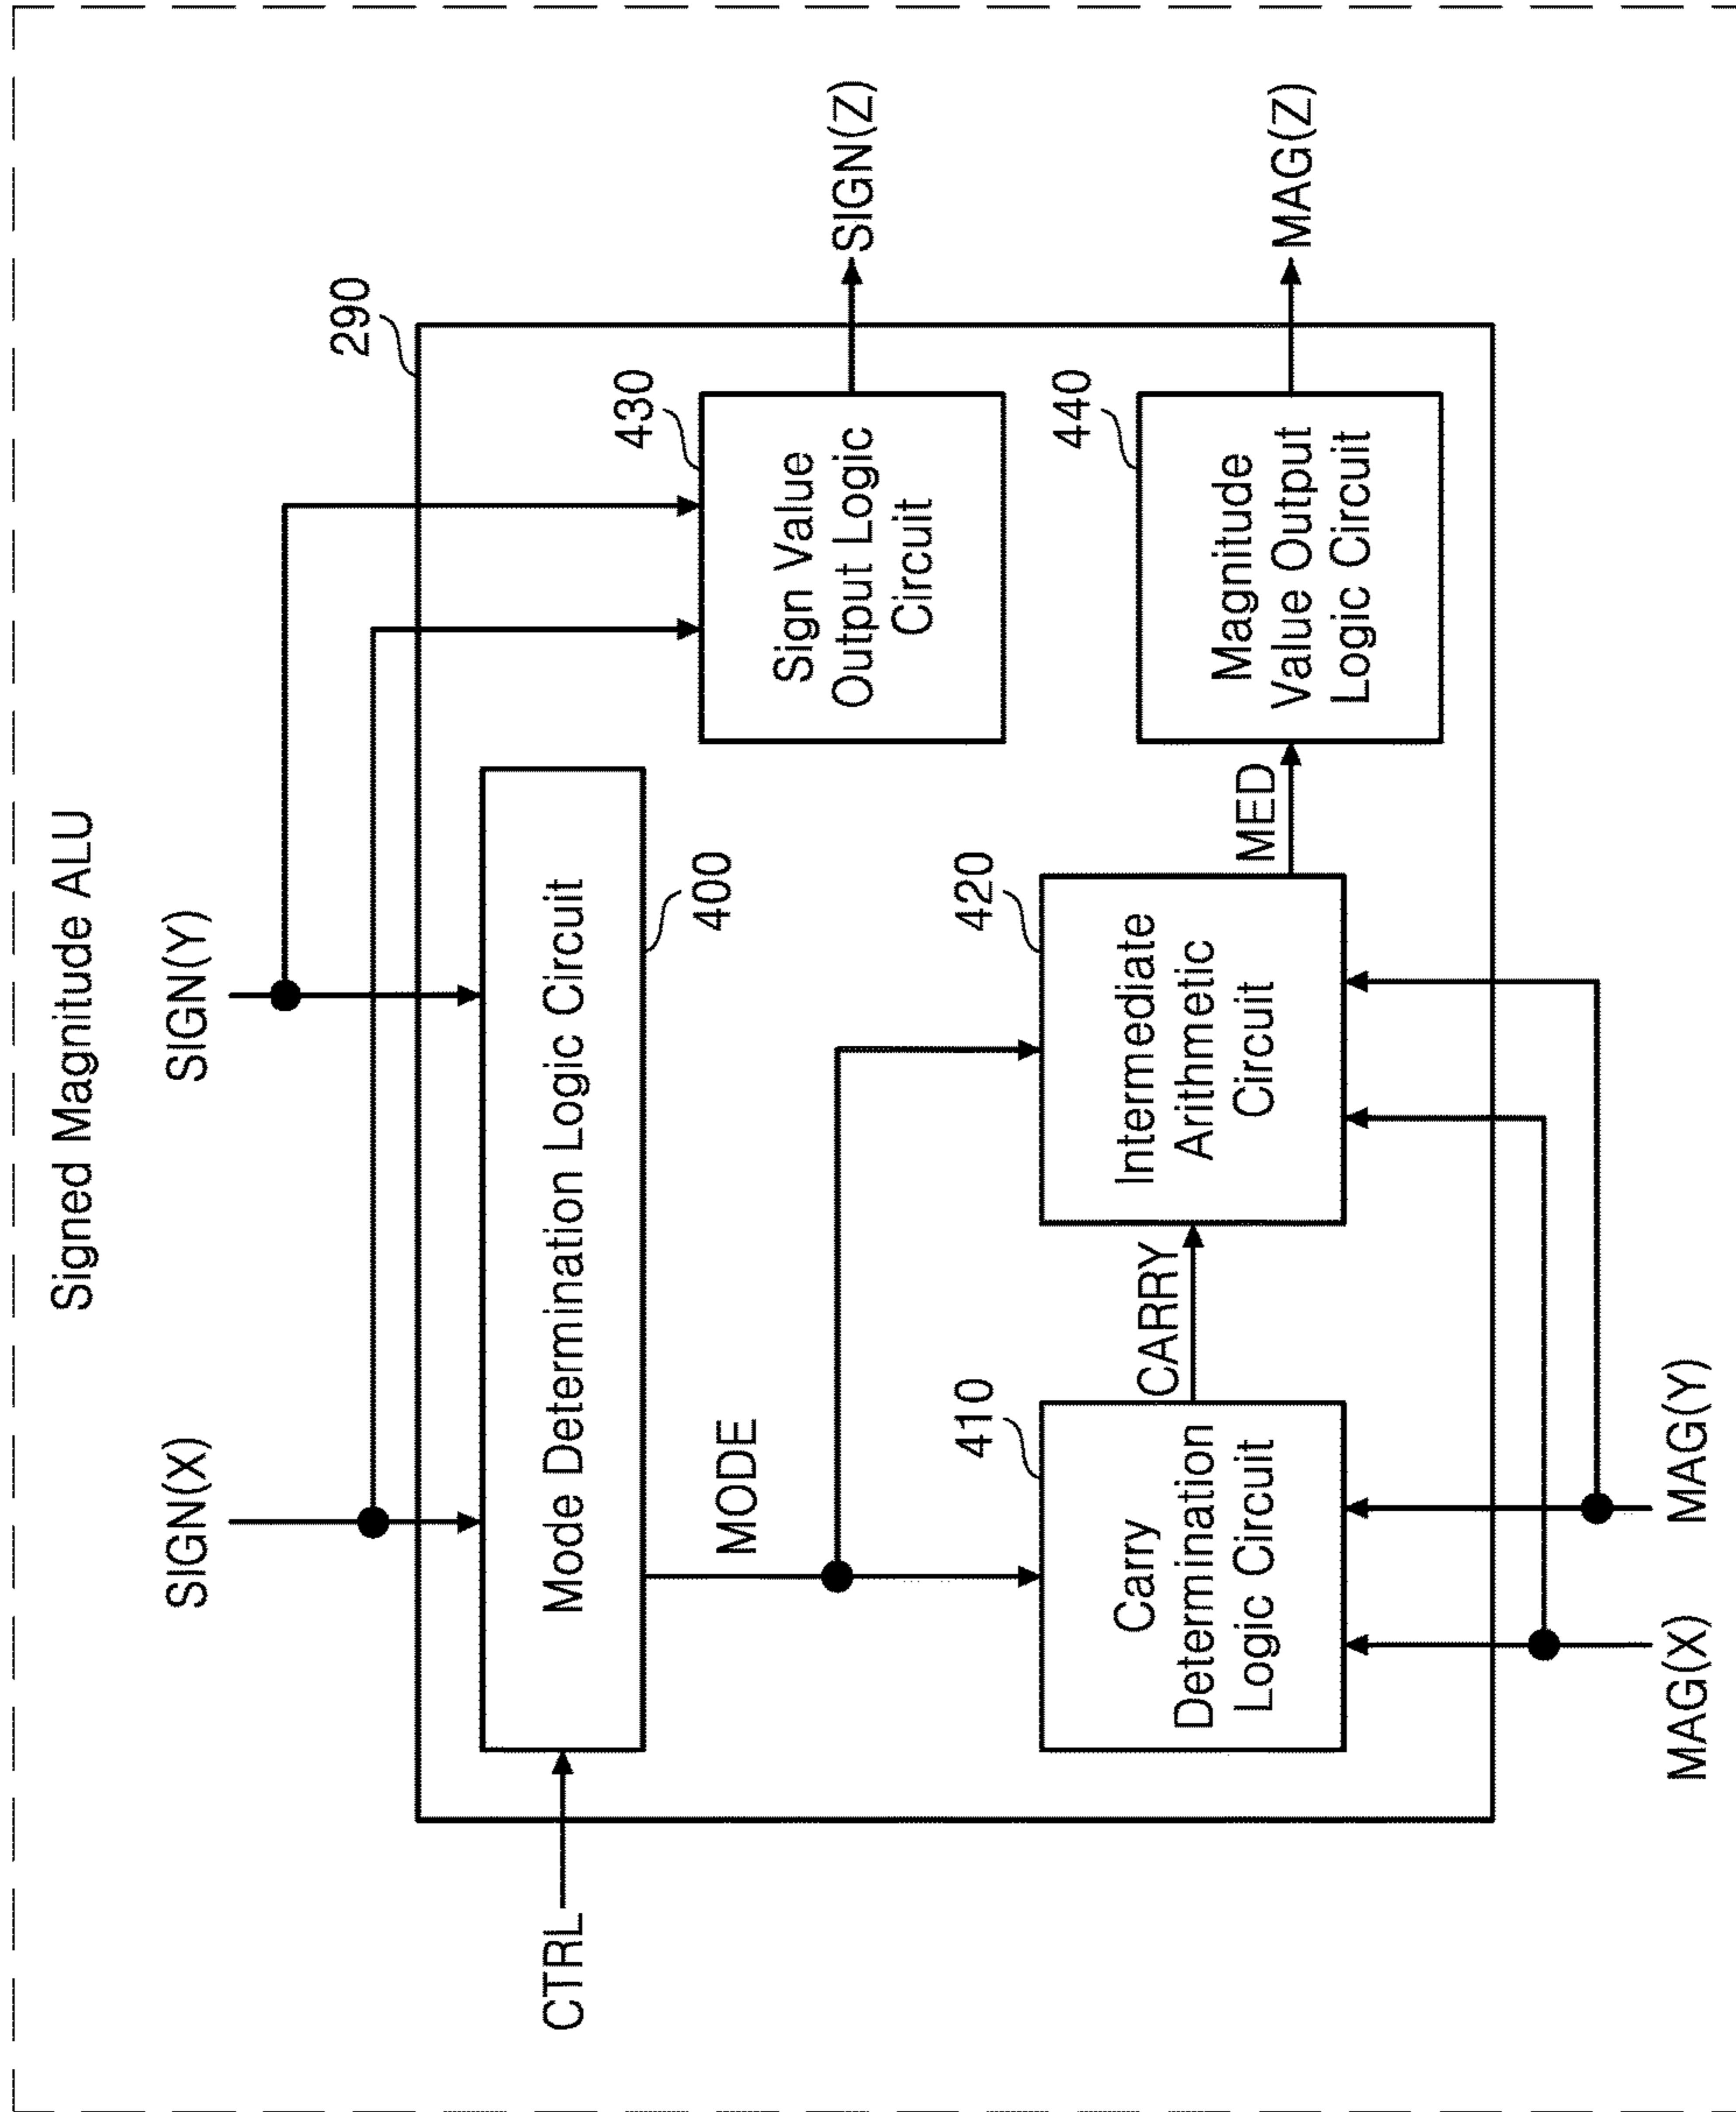 Signed Magnitude ALU
SIGN(X)
SIGN(Y)
290
CTRL
Mode Determination Logic Circuit
400
MODE
430
Sign Value
Output Logic
Circuit
SIGN(Z)
410
Carry
Determination
Logic Circuit
CARRY
420
Intermediate
Arithmetic
Circuit
MED
440
Magnitude
Value Output
Logic Circuit
MAG(Z)
MAG(X)
MAG(Y)